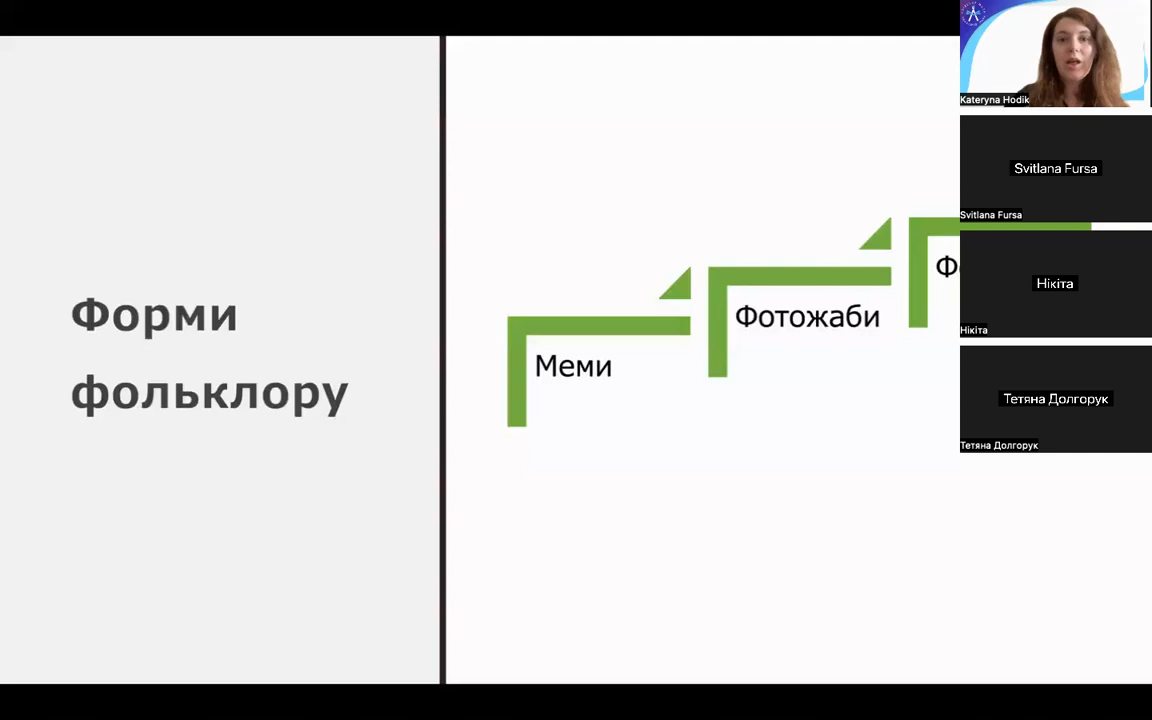 Форми
фольклору
Меми
Фотожаби
Kateryna Hodik
Svitlana Fursa
Svitlana Fursa
Нікіта
Нікіта
Тетяна Долгорук
Тетяна Долгорук